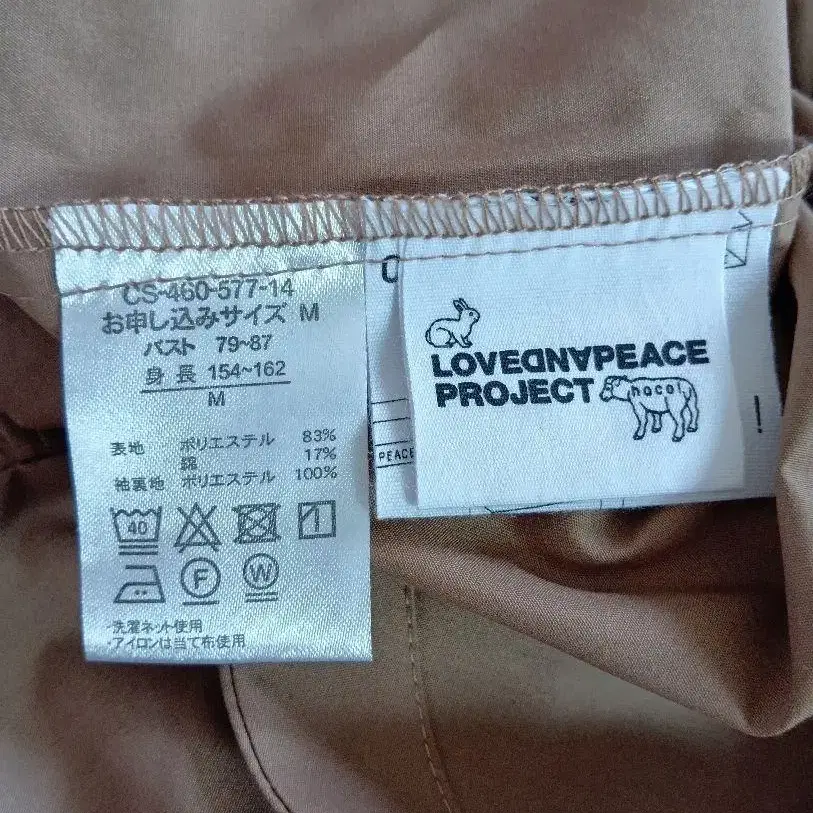 CS-460-577-14
お申し込みサイズ M
バスト 79~87
身長 154~162
M
表地 ポリエステル 83%
綿 17%
袖裏地 ポリエステル 100%
40
F
W
・洗濯ネット使用
・アイロンは当て布使用
LOVEANDPEACE
PROJECT
hacol
PEACE
!